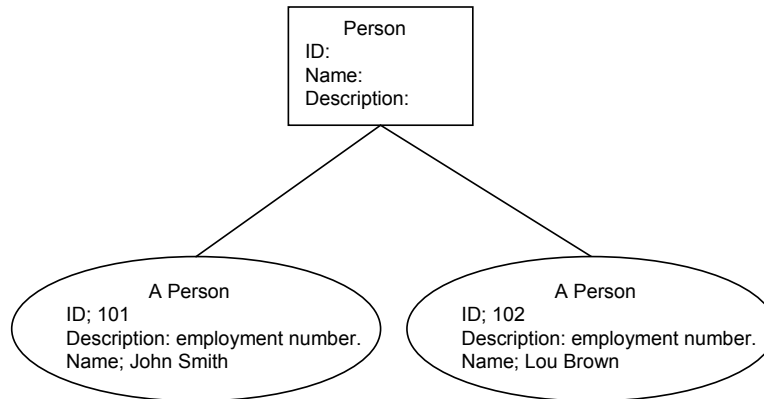 Person
ID:
Name:
Description:
A Person
ID; 101
Description: employment number.
Name; John Smith
A Person
ID; 102
Description: employment number.
Name; Lou Brown